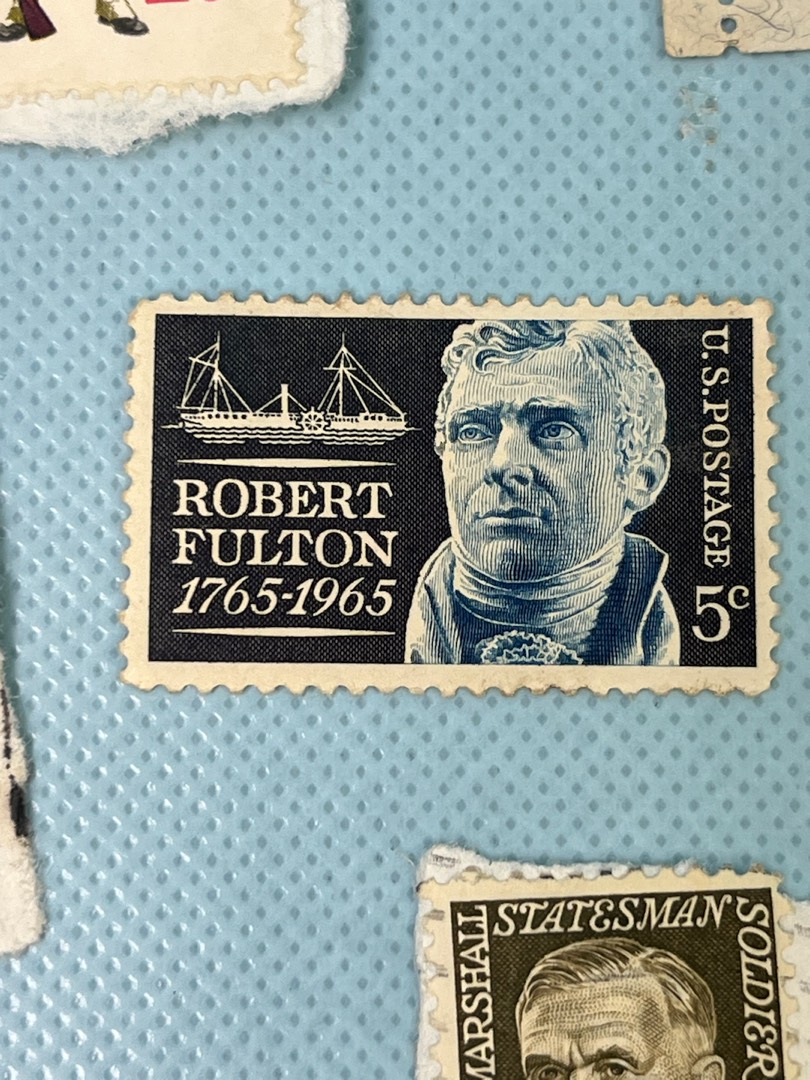 ROBERT
FULTON
1765-1965
U.S. POSTAGE
5c
MARSHALL
STATESMAN
SOLDIER